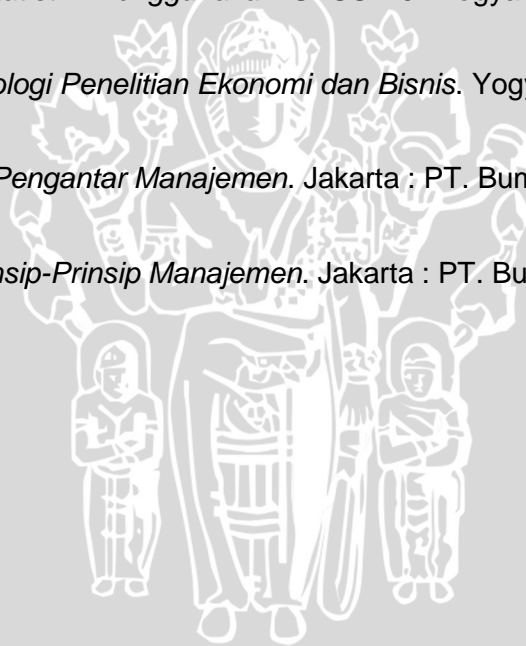 ologi Penelitian Ekonomi dan Bisnis. Yogy
Pengantar Manajemen. Jakarta : PT. Bum
nsip-Prinsip Manajemen. Jakarta : PT. Bu